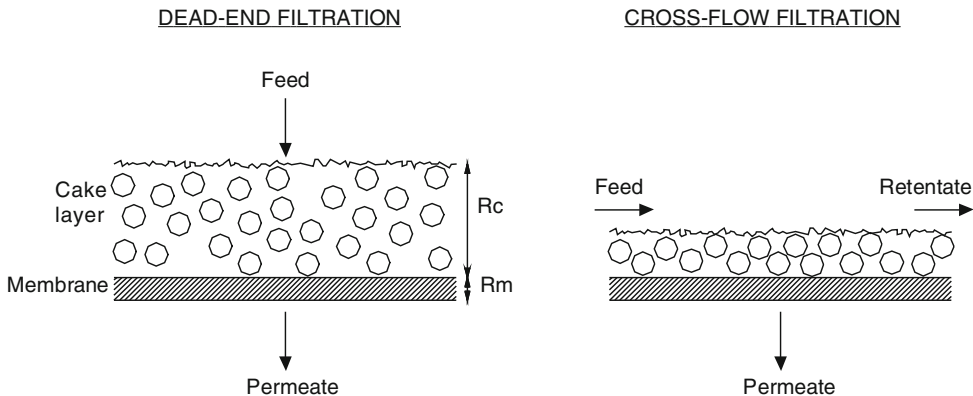 DEAD-END FILTRATION
Feed
Cake
layer
Rc
Membrane
Rm
Permeate
CROSS-FLOW FILTRATION
Feed
Retentate
Permeate